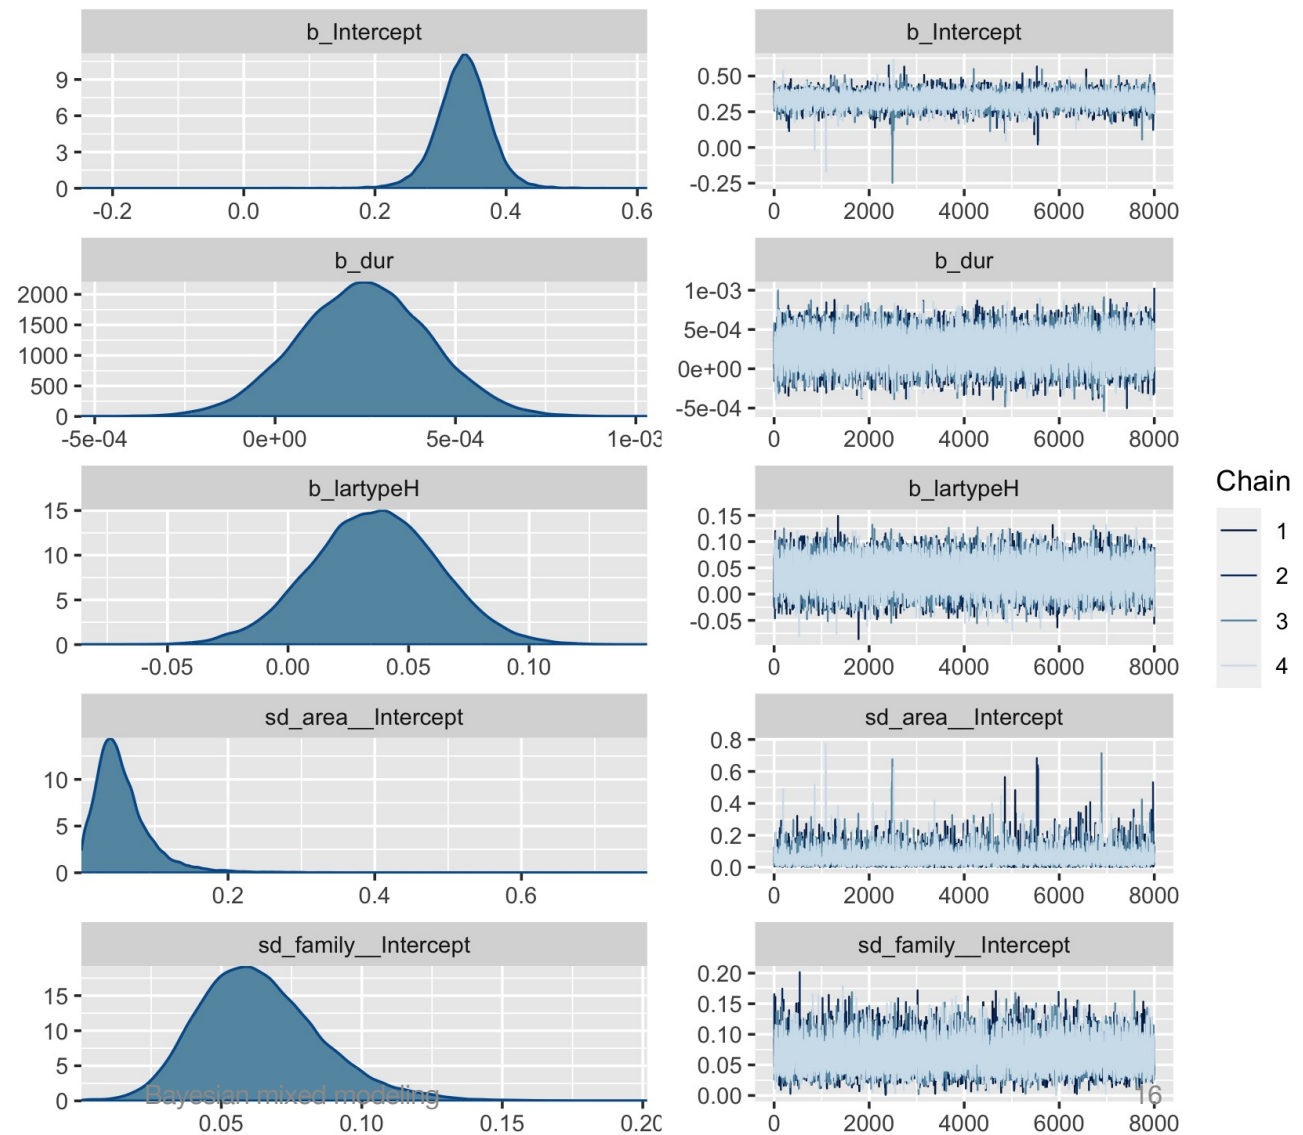 b_Intercept
9
6
3
0
-0.2 0.0 0.2 0.4 0.6
b_Intercept
0.50
0.25
0.00
-0.25
0 2000 4000 6000 8000
b_dur
2000
1500
1000
500
0
-5e-04 0e+00 5e-04 1e-03
b_dur
1e-03
5e-04
0e+00
-5e-04
0 2000 4000 6000 8000
b_lartypeH
15
10
5
0
-0.05 0.00 0.05 0.10
b_lartypeH
0.15
0.10
0.05
0.00
-0.05
0 2000 4000 6000 8000
sd_area__Intercept
10
5
0
0.2 0.4 0.6
sd_area__Intercept
0.8
0.6
0.4
0.2
0.0
0 2000 4000 6000 8000
sd_family__Intercept
15
10
5
0
0.05 0.10 0.15 0.20
sd_family__Intercept
0.20
0.15
0.10
0.05
0.00
0 2000 4000 6000 8000
Chain
1
2
3
4
Bayesian mixed modeling
16